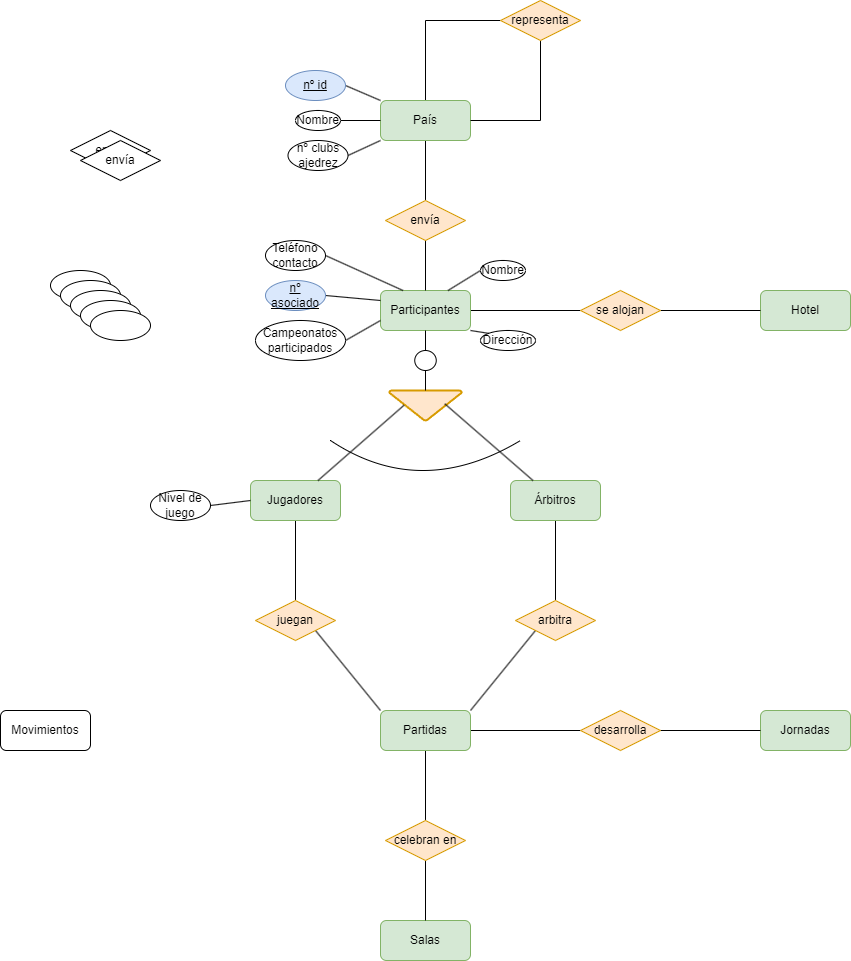 representa
nº id
Nombre
País
nº clubs
ajedrez
envía
envía
Teléfono
contacto
Nombre
nº
asociado
Participantes
se alojan
Hotel
Campeonatos
participados
Dirección
Nivel de
juego
Jugadores
Árbitros
juegan
arbitra
Movimientos
Partidas
desarrolla
Jornadas
celebran en
Salas